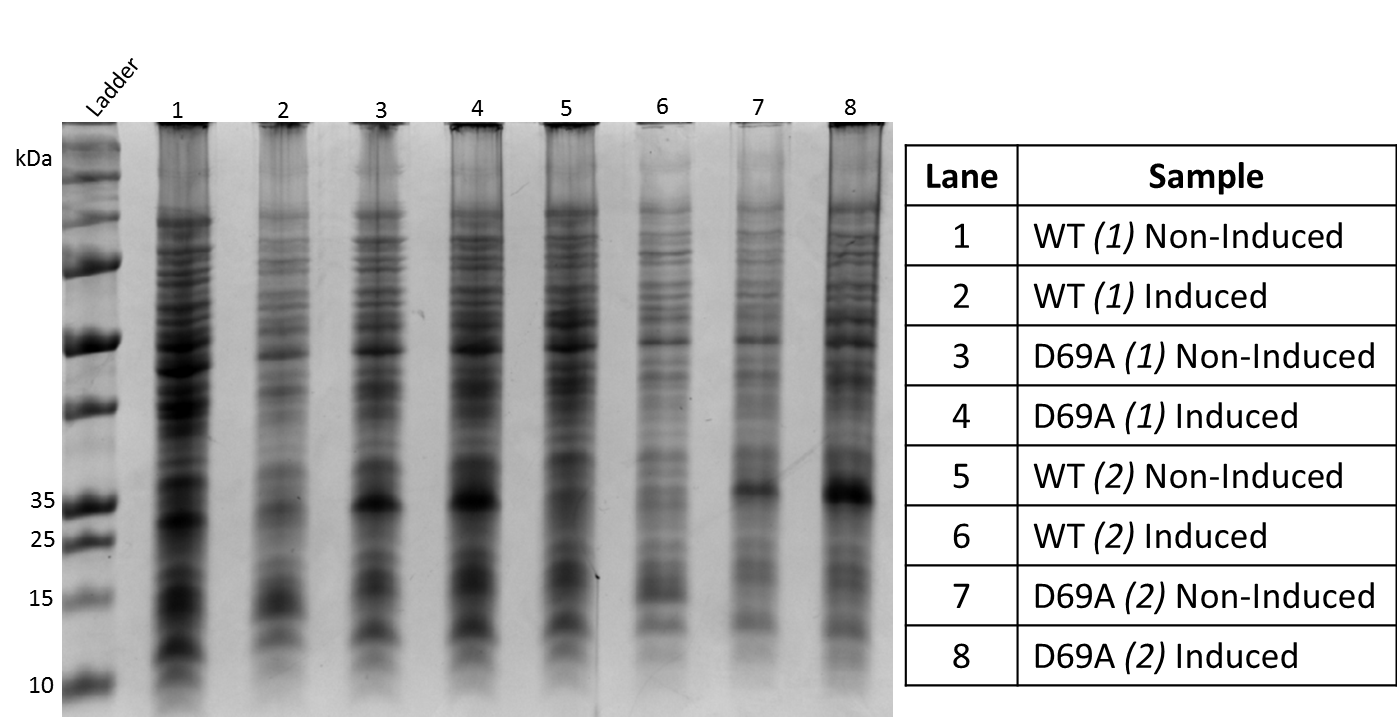 Ladder
1 2 3 4 5 6 7 8
kDa
35
25
15
10
Lane Sample
1 WT (1) Non-Induced
2 WT (1) Induced
3 D69A (1) Non-Induced
4 D69A (1) Induced
5 WT (2) Non-Induced
6 WT (2) Induced
7 D69A (2) Non-Induced
8 D69A (2) Induced